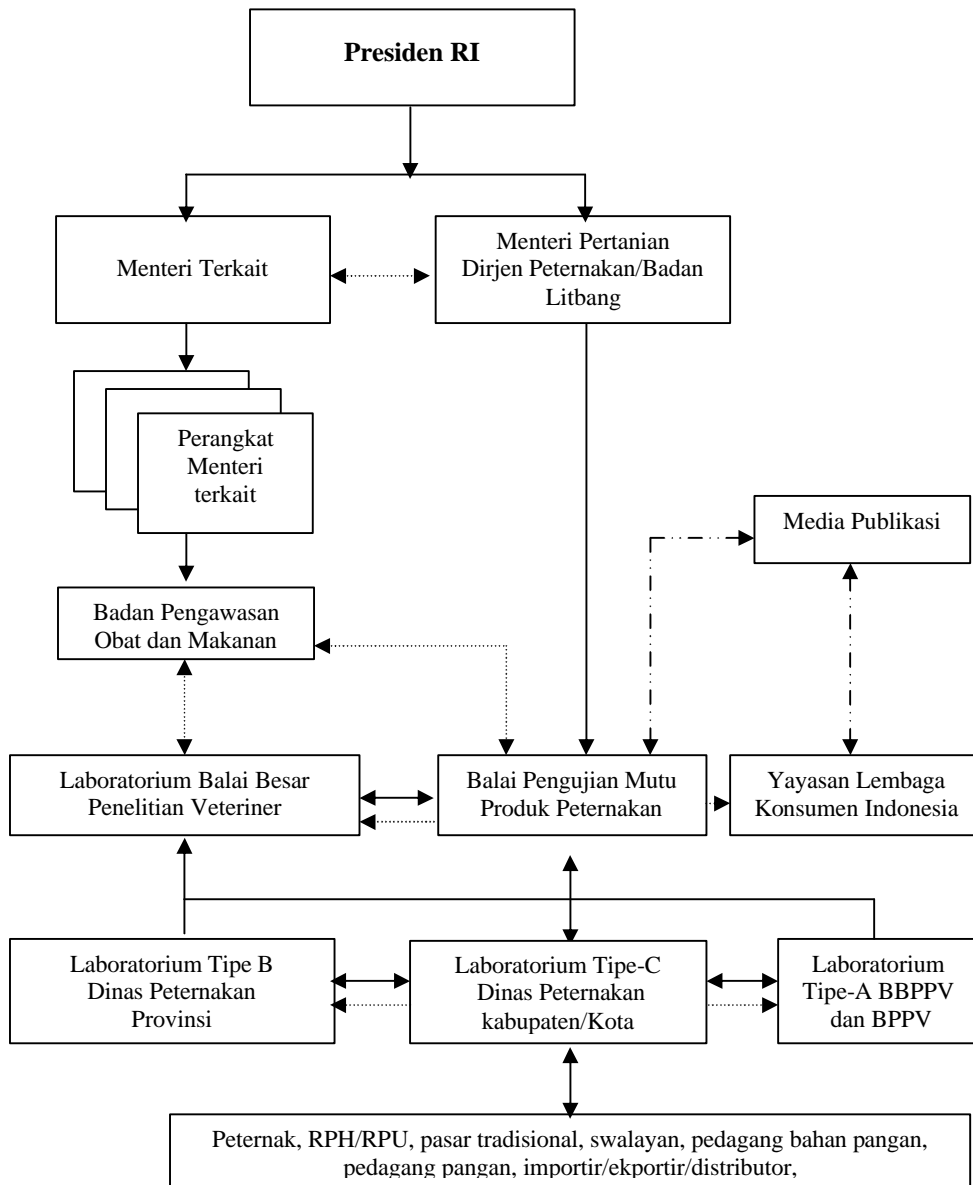 Presiden RI
Menteri Terkait
Menteri Pertanian
Dirjen Peternakan/Badan
Litbang
Perangkat
Menteri
terkait
Media Publikasi
Badan Pengawasan
Obat dan Makanan
Laboratorium Balai Besar
Penelitian Veteriner
Balai Pengujian Mutu
Produk Peternakan
Yayasan Lembaga
Konsumen Indonesia
Laboratorium Tipe B
Dinas Peternakan
Provinsi
Laboratorium Tipe-C
Dinas Peternakan
kabupaten/Kota
Laboratorium
Tipe-A BBPPV
dan BPPV
Peternak, RPH/RPU, pasar tradisional, swalayan, pedagang bahan pangan,
pedagang pangan, importir/ekportir/distributor,